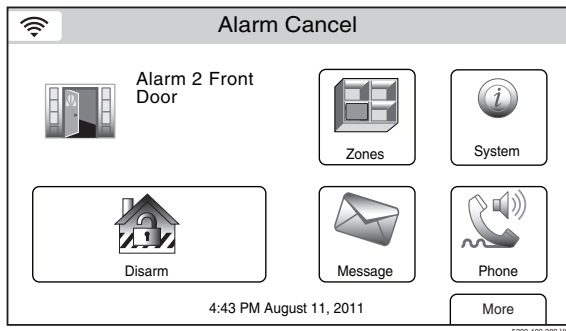 Alarm Cancel
Alarm 2 Front
Door
Zones
System
Disarm
Message
Phone
4:43 PM August 11, 2011
More